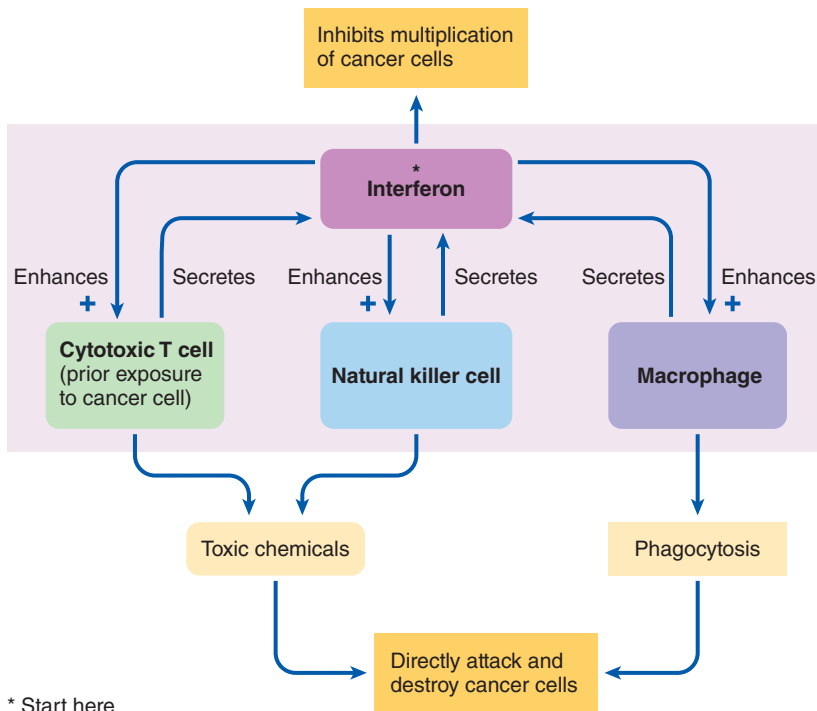 Inhibits multiplication
of cancer cells
*
Interferon
Enhances
+
Secretes
Enhances
+
Secretes
Secretes
Enhances
+
Cytotoxic T cell
(prior exposure
to cancer cell)
Natural killer cell
Macrophage
Toxic chemicals
Phagocytosis
Directly attack and
destroy cancer cells
* Start here